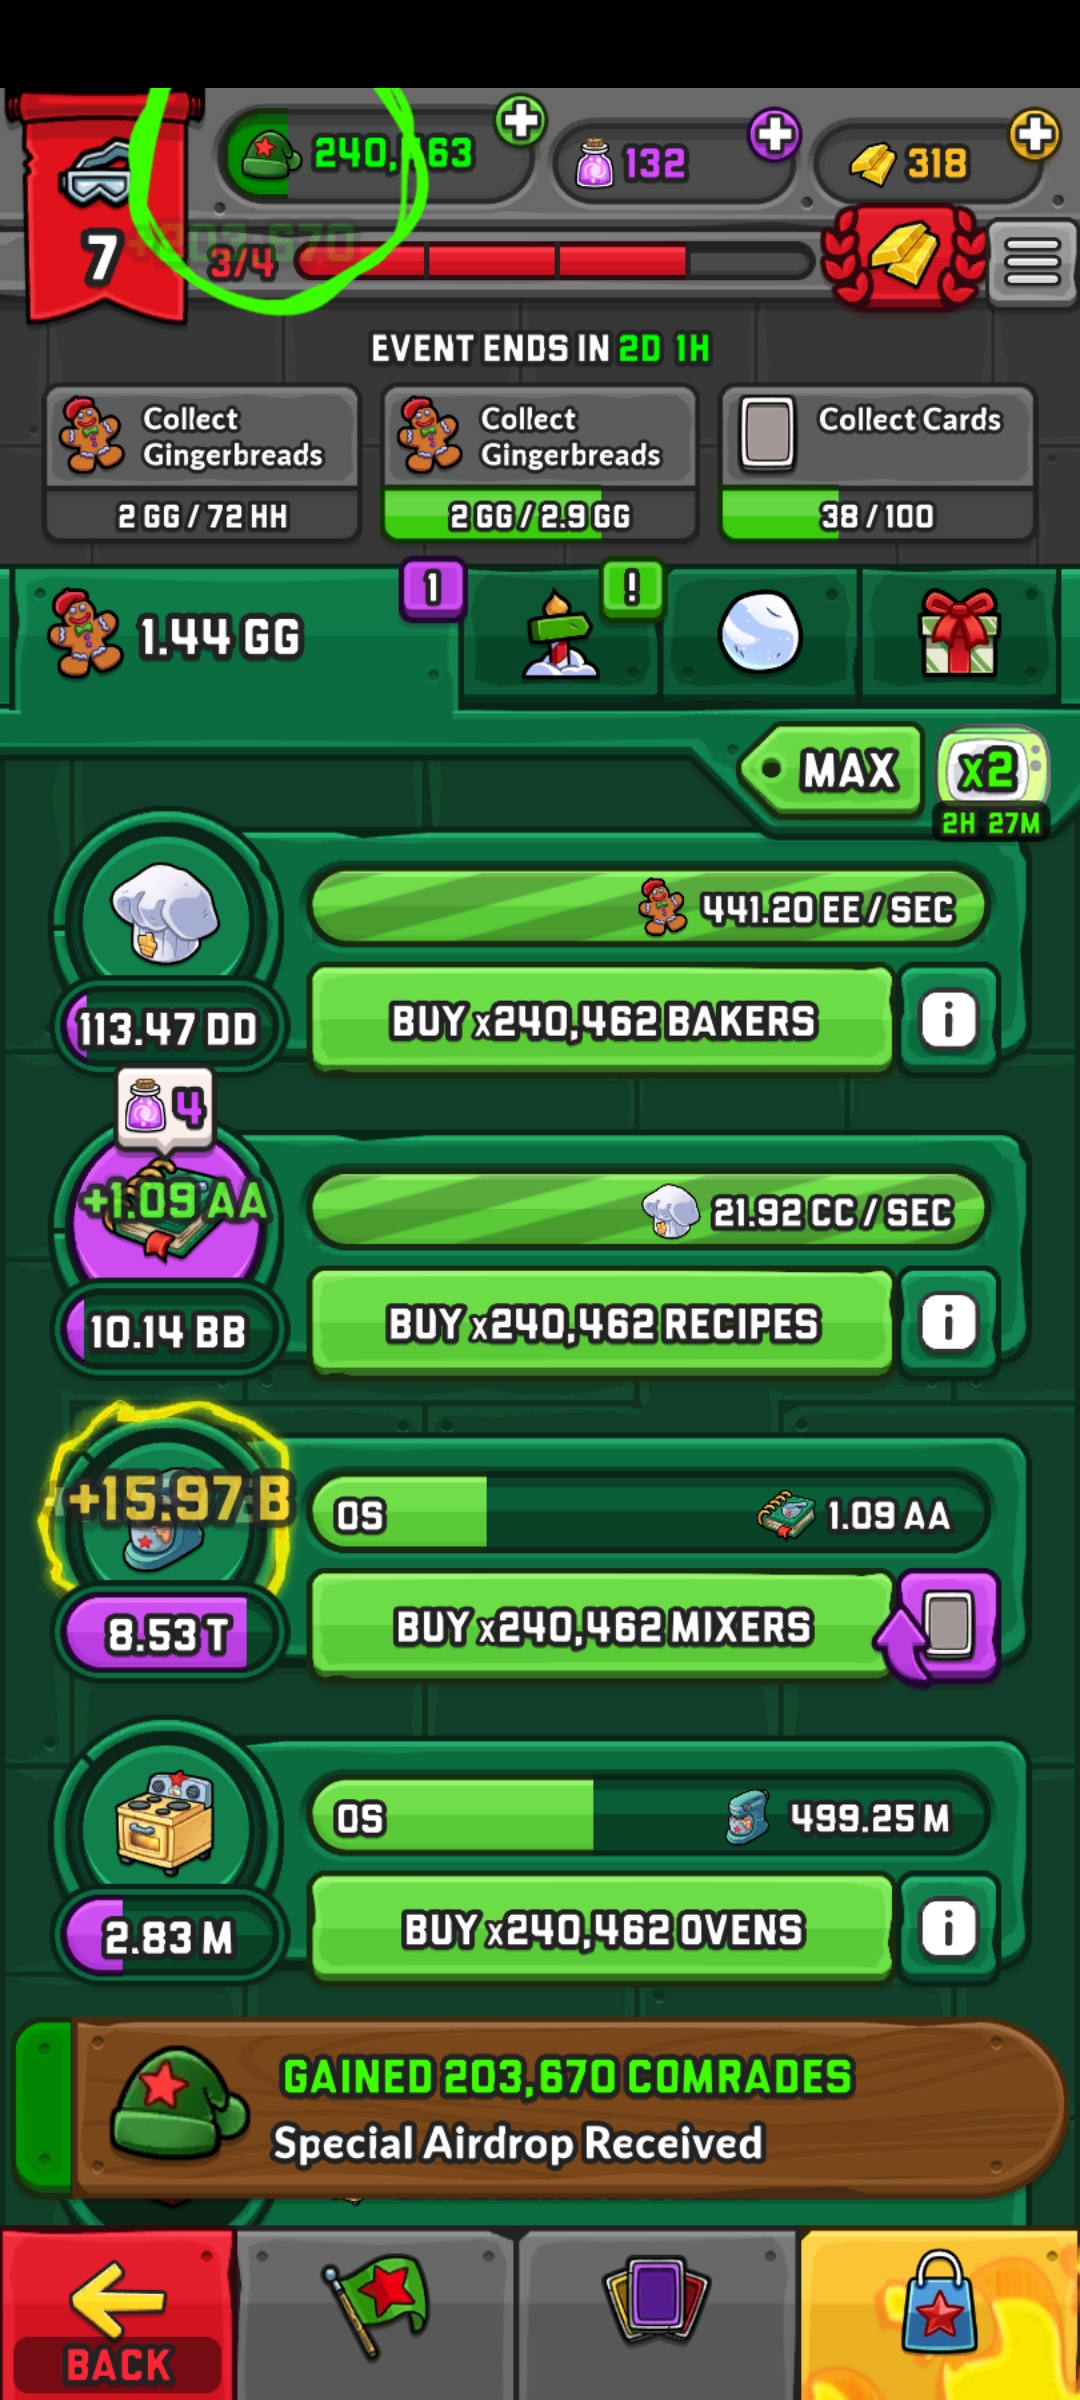 240,463
132
318
7
+203,670
3/4
EVENT ENDS IN 2D 1H
Collect
Gingerbreads
2 GG / 72 HH
Collect
Gingerbreads
2 GG / 2.9 GG
Collect Cards
38 / 100
1.44 GG
1
!
MAX
x2
2H 27M
441.20 EE / SEC
BUY x240,462 BAKERS
i
113.47 DD
4
+1.09 AA
21.92 CC / SEC
BUY x240,462 RECIPES
i
10.14 BB
+15.97 B
0S
1.09 AA
BUY x240,462 MIXERS
8.53 T
0S
499.25 M
BUY x240,462 OVENS
i
2.83 M
GAINED 203,670 COMRADES
Special Airdrop Received
BACK